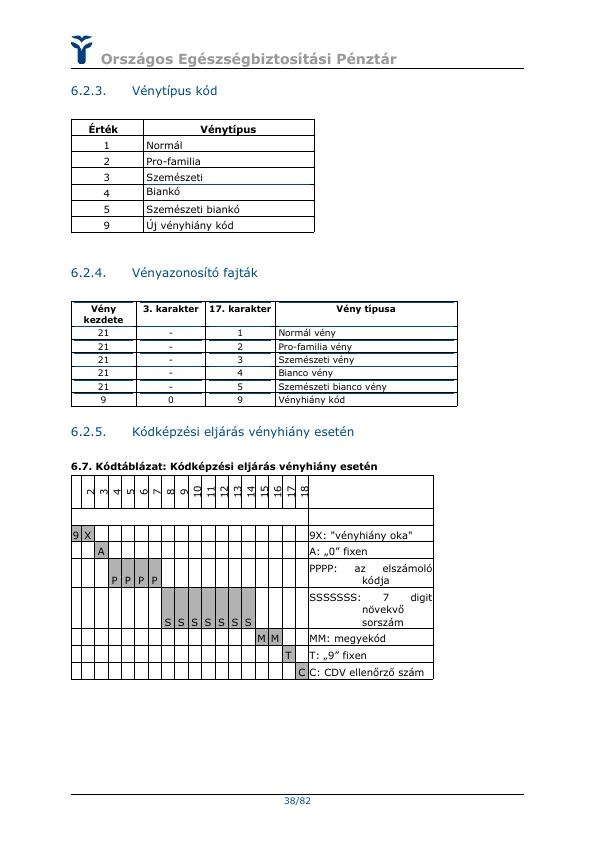 Országos Egészségbiztosítási Pénztár
6.2.3. Vénytípus kód
Érték Vénytípus
1 Normál
2 Pro-familia
3 Szemészeti
4 Biankó
5 Szemészeti biankó
9 Új vényhiány kód
6.2.4. Vényazonosító fajták
Vény kezdete 3. karakter 17. karakter Vény típusa
21 - 1 Normál vény
21 - 2 Pro-familia vény
21 - 3 Szemészeti vény
21 - 4 Bianco vény
21 - 5 Szemészeti bianco vény
9 0 9 Vényhiány kód
6.2.5. Kódképzési eljárás vényhiány esetén
6.7. Kódtáblázat: Kódképzési eljárás vényhiány esetén
2 3 4 5 6 7 8 9 10 11 12 13 14 15 16 17 18
9 X 9X: "vényhiány oka"
A A: „0” fixen
P P P P PPPP: az elszámoló kódja
S S S S S S S SSSSSSS: 7 digit növekvő sorszám
M M MM: megyekód
T T: „9” fixen
C C: CDV ellenőrző szám
38/82